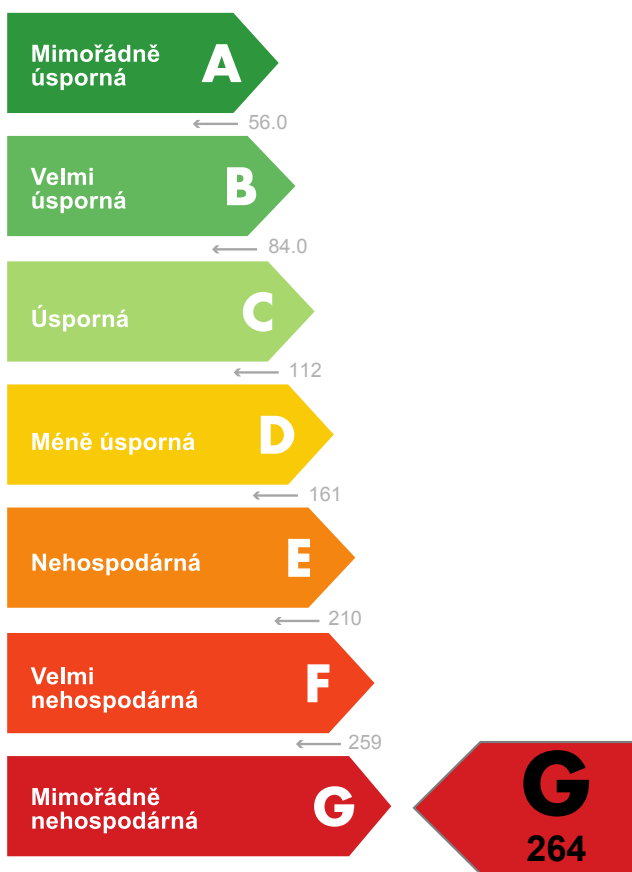 Mimořádně
úsporná
A
56.0
Velmi
úsporná
B
84.0
Úsporná
C
112
Méně úsporná
D
161
Nehospodárná
E
210
Velmi
nehospodárná
F
259
Mimořádně
nehospodárná
G
G
264